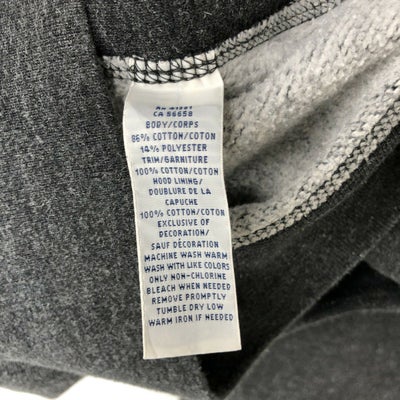 RN 41381
CA 56658
BODY/CORPS
86% COTTON/COTON
14% POLYESTER
TRIM/GARNITURE
100% COTTON/COTON
HOOD LINING/
DOUBLURE DE LA
CAPUCHE
100% COTTON/COTON
EXCLUSIVE OF
DECORATION/
SAUF DÉCORATION
MACHINE WASH WARM
WASH WITH LIKE COLORS
ONLY NON-CHLORINE
BLEACH WHEN NEEDED
REMOVE PROMPTLY
TUMBLE DRY LOW
WARM IRON IF NEEDED